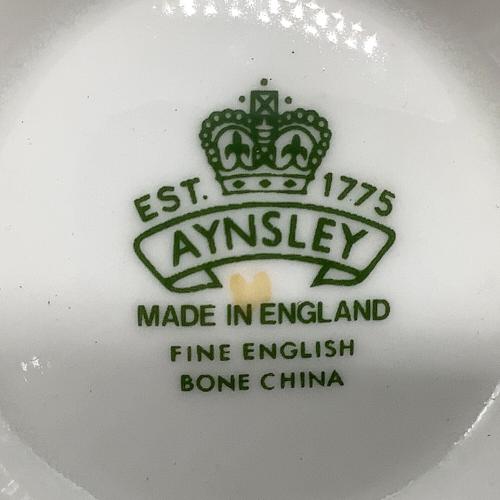 EST. 1775
AYNSLEY
MADE IN ENGLAND
FINE ENGLISH
BONE CHINA